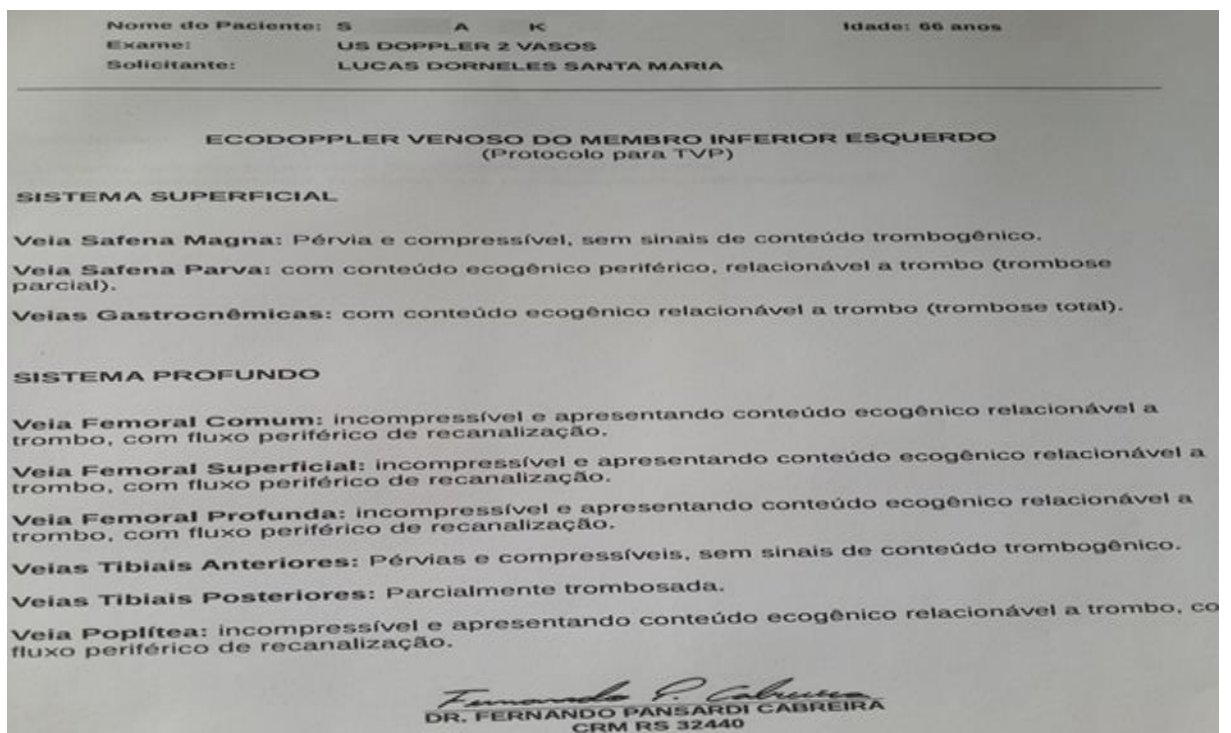 Nome do Paciente: S A K Idade: 66 anos
Exame: US DOPPLER 2 VASOS
Solicitante: LUCAS DORNELES SANTA MARIA
ECODOPPLER VENOSO DO MEMBRO INFERIOR ESQUERDO
(Protocolo para TVP)
SISTEMA SUPERFICIAL
Veia Safena Magna: Pérvia e compressível, sem sinais de conteúdo trombogênico.
Veia Safena Parva: com conteúdo ecogênico periférico, relacionável a trombo (trombose
parcial).
Veias Gastrocnêmicas: com conteúdo ecogênico relacionável a trombo (trombose total).
SISTEMA PROFUNDO
Veia Femoral Comum: incompressível e apresentando conteúdo ecogênico relacionável a
trombo, com fluxo periférico de recanalização.
Veia Femoral Superficial: incompressível e apresentando conteúdo ecogênico relacionável a
trombo, com fluxo periférico de recanalização.
Veia Femoral Profunda: incompressível e apresentando conteúdo ecogênico relacionável a
trombo, com fluxo periférico de recanalização.
Veias Tibiais Anteriores: Pérvias e compressíveis, sem sinais de conteúdo trombogênico.
Veias Tibiais Posteriores: Parcialmente trombosada.
Veia Poplítea: incompressível e apresentando conteúdo ecogênico relacionável a trombo, co
fluxo periférico de recanalização.
Fernando P. Cabreira
DR. FERNANDO PANSARDI CABREIRA
CRM RS 32440